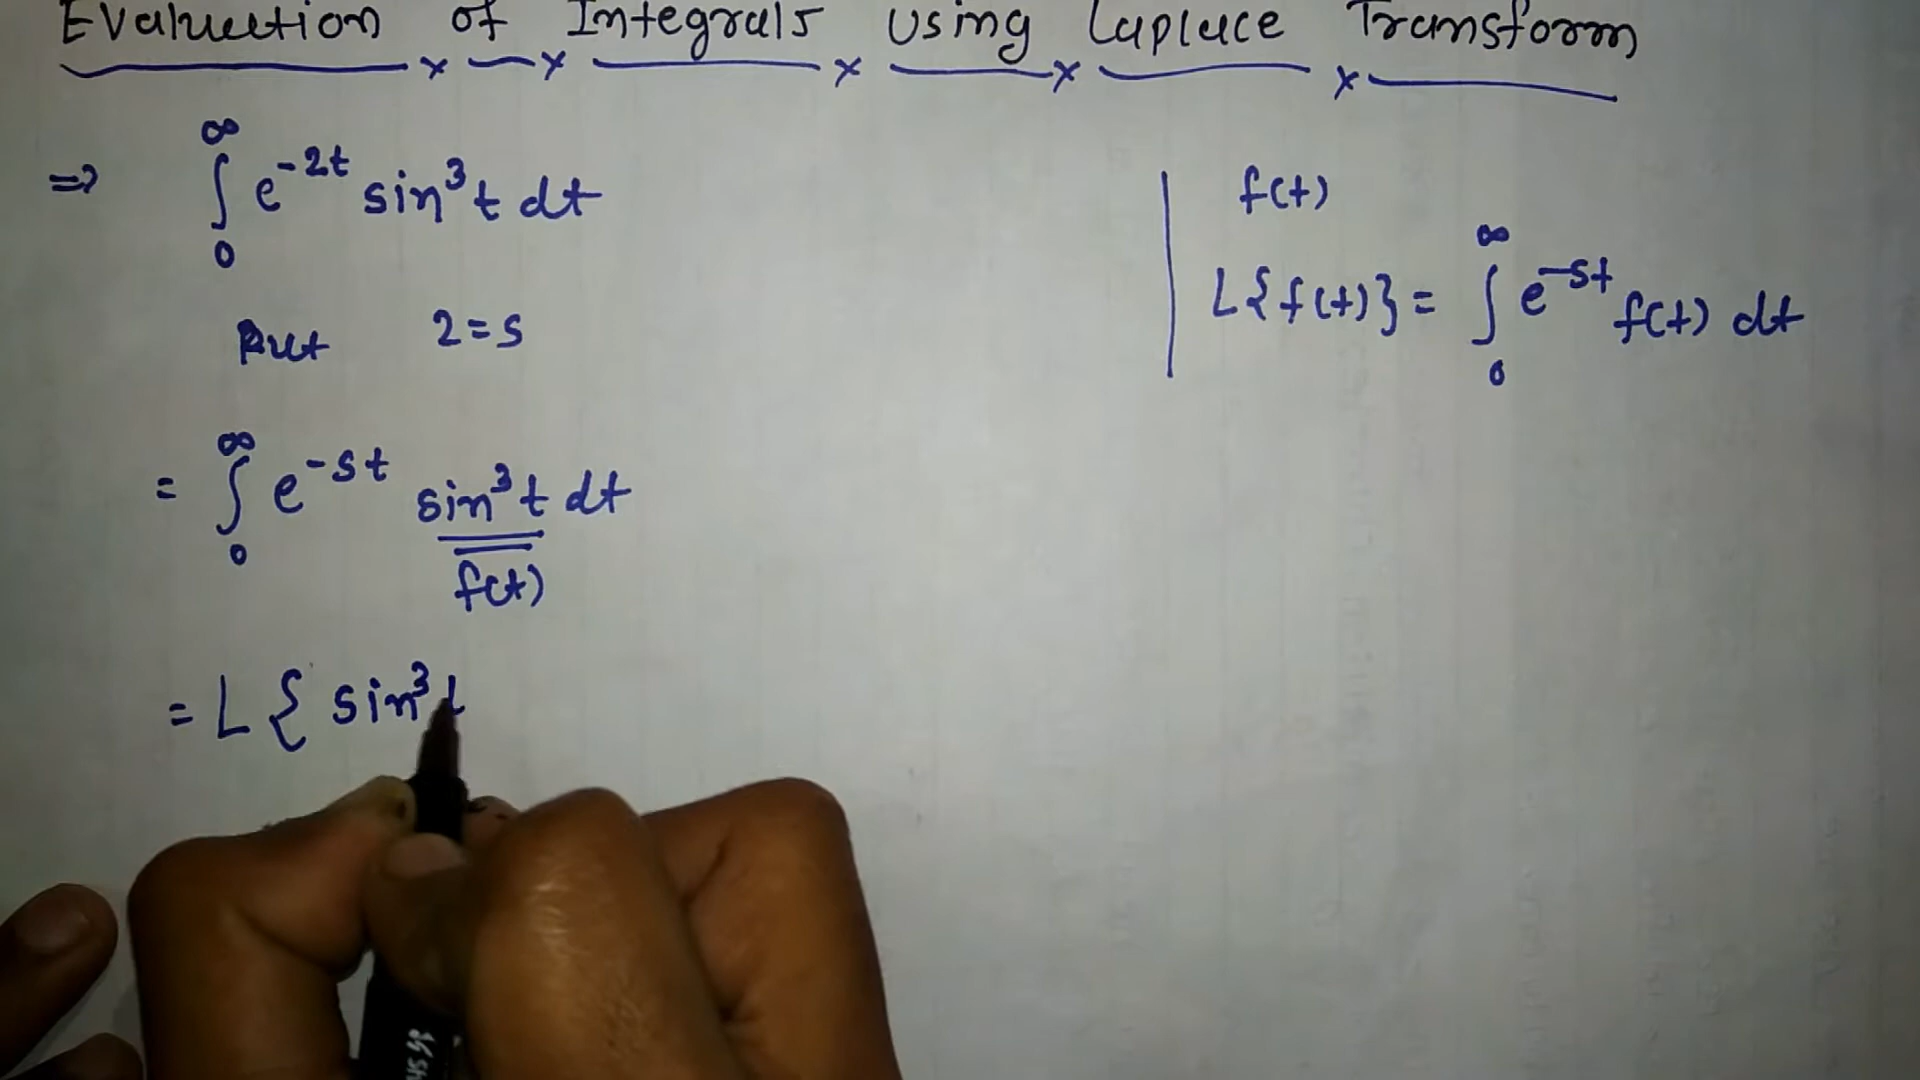 Evaluation of Integrals using Laplace Transform
⇒ ∫₀^∞ e^{-2t} sin³t dt
Put 2 = s
= ∫₀^∞ e^{-st} sin³t dt
f(t)
= L { sin³t
f(t)
L{f(t)} = ∫₀^∞ e^{-st} f(t) dt